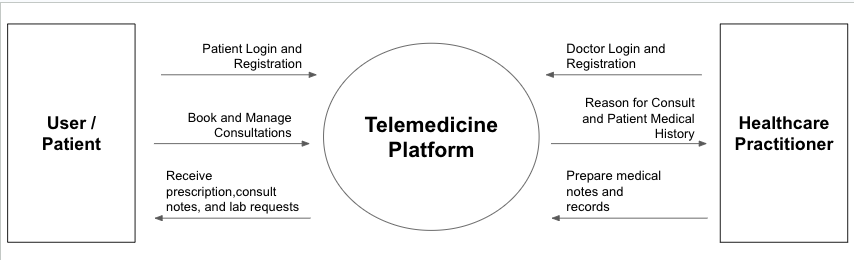 User /
Patient
Patient Login and
Registration
Book and Manage
Consultations
Receive
prescription,consult
notes, and lab requests
Telemedicine
Platform
Doctor Login and
Registration
Reason for Consult
and Patient Medical
History
Prepare medical
notes and
records
Healthcare
Practitioner